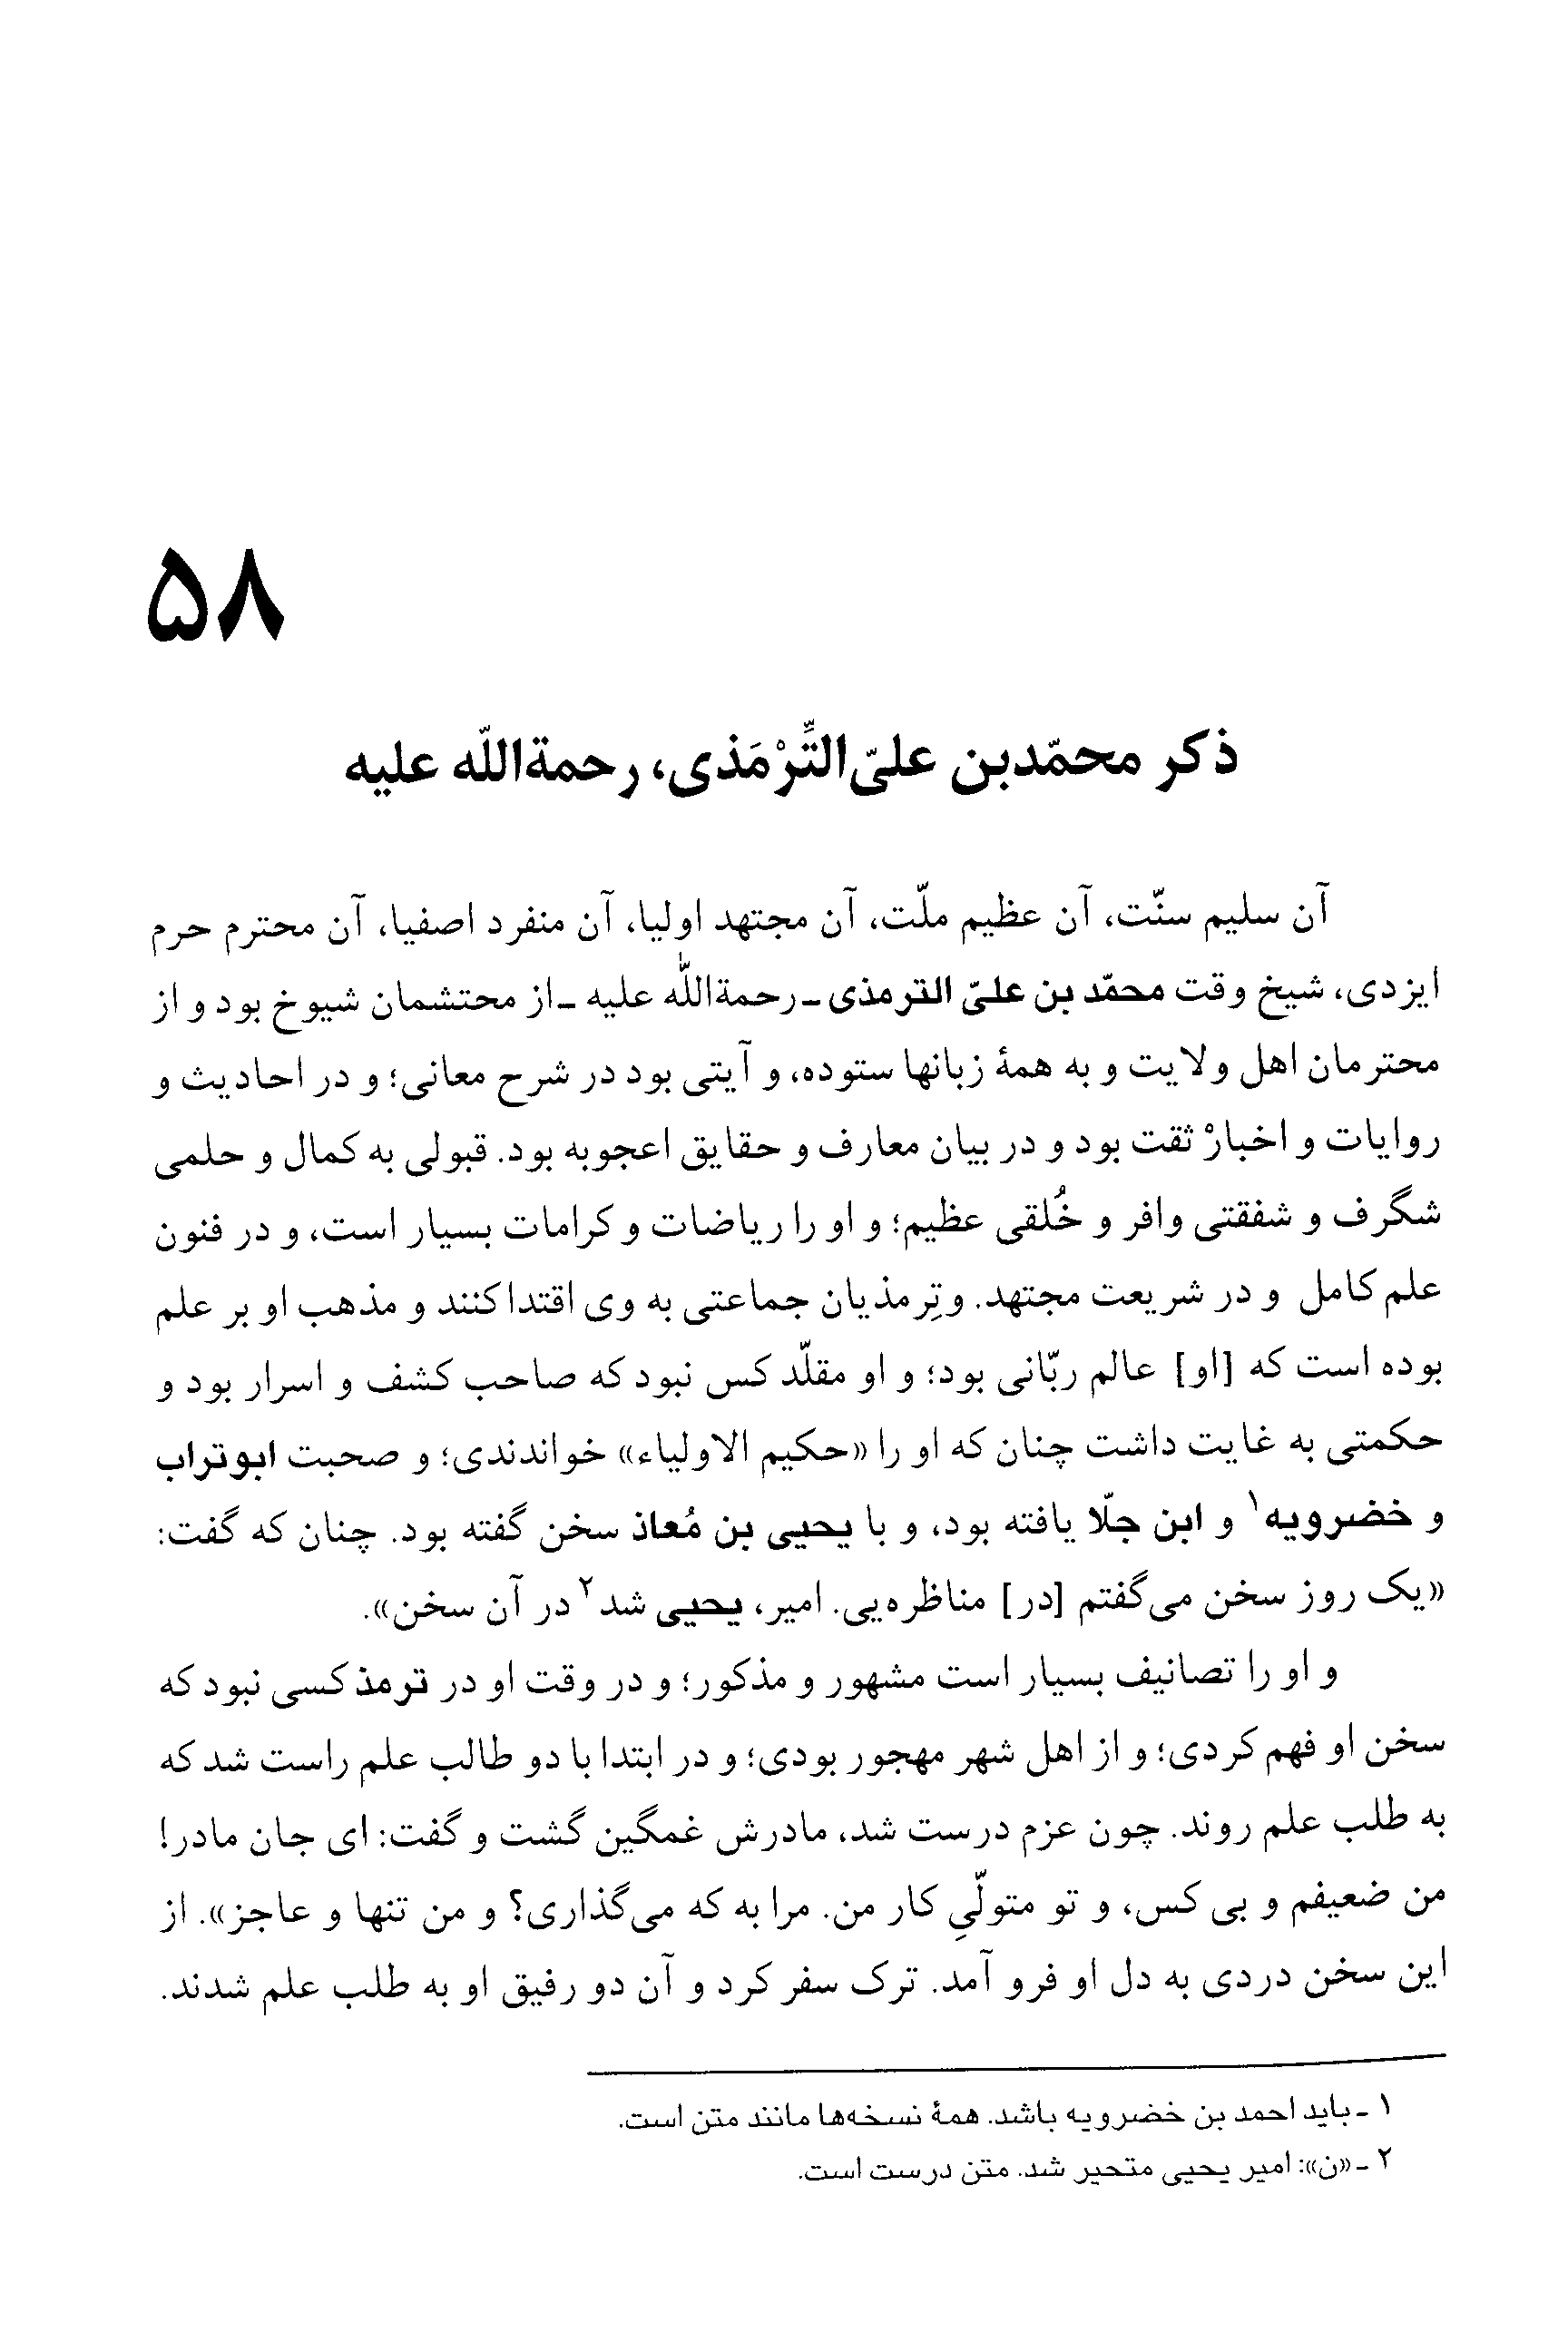 ۵۸
ذکر محمّدبن علیّ‌التِّرْمَذی، رحمةاللّه علیه
آن سلیم سنّت، آن عظیم ملّت، آن مجتهد اولیا، آن منفرد اصفیا، آن محترم حرم
ایزدی، شیخ وقت محمّد بن علیّ الترمذی ـ رحمةاللّٰه علیه ـ از محتشمان شیوخ بود و از
محترمان اهل ولایت و به همهٔ زبانها ستوده، و آیتی بود در شرح معانی؛ و در احادیث و
روایات و اخبارْ ثقت بود و در بیان معارف و حقایق اعجوبه بود. قبولی به کمال و حلمی
شگرف و شفقتی وافر و خُلقی عظیم؛ و او را ریاضات و کرامات بسیار است، و در فنون
علم کامل و در شریعت مجتهد. و تِرمذیان جماعتی به وی اقتدا کنند و مذهب او بر علم
بوده است که [او] عالم ربّانی بود؛ و او مقلّد کس نبود که صاحب کشف و اسرار بود و
حکمتی به غایت داشت چنان که او را «حکیم الاولیاء» خواندندی؛ و صحبت ابوتراب
و خضرویه۱ و ابن جلّا یافته بود، و با یحیی بن مُعاذ سخن گفته بود. چنان که گفت:
«یک روز سخن می‌گفتم [در] مناظره‌یی. امیر، یحیی شد۲ در آن سخن».
و او را تصانیف بسیار است مشهور و مذکور؛ و در وقت او در ترمذ کسی نبود که
سخن او فهم کردی؛ و از اهل شهر مهجور بودی؛ و در ابتدا با دو طالب علم راست شد که
به طلب علم روند. چون عزم درست شد، مادرش غمگین گشت و گفت: ای جان مادر!
من ضعیفم و بی کس، و تو متولّیِ کار من. مرا به که می‌گذاری؟ و من تنها و عاجز». از
این سخن دردی به دل او فرو آمد. ترک سفر کرد و آن دو رفیق او به طلب علم شدند.
۱ ـ باید احمد بن خضرویه باشد. همهٔ نسخه‌ها مانند متن است.
۲ ـ «ن»: امیر یحیی متحیر شد. متن درست است.